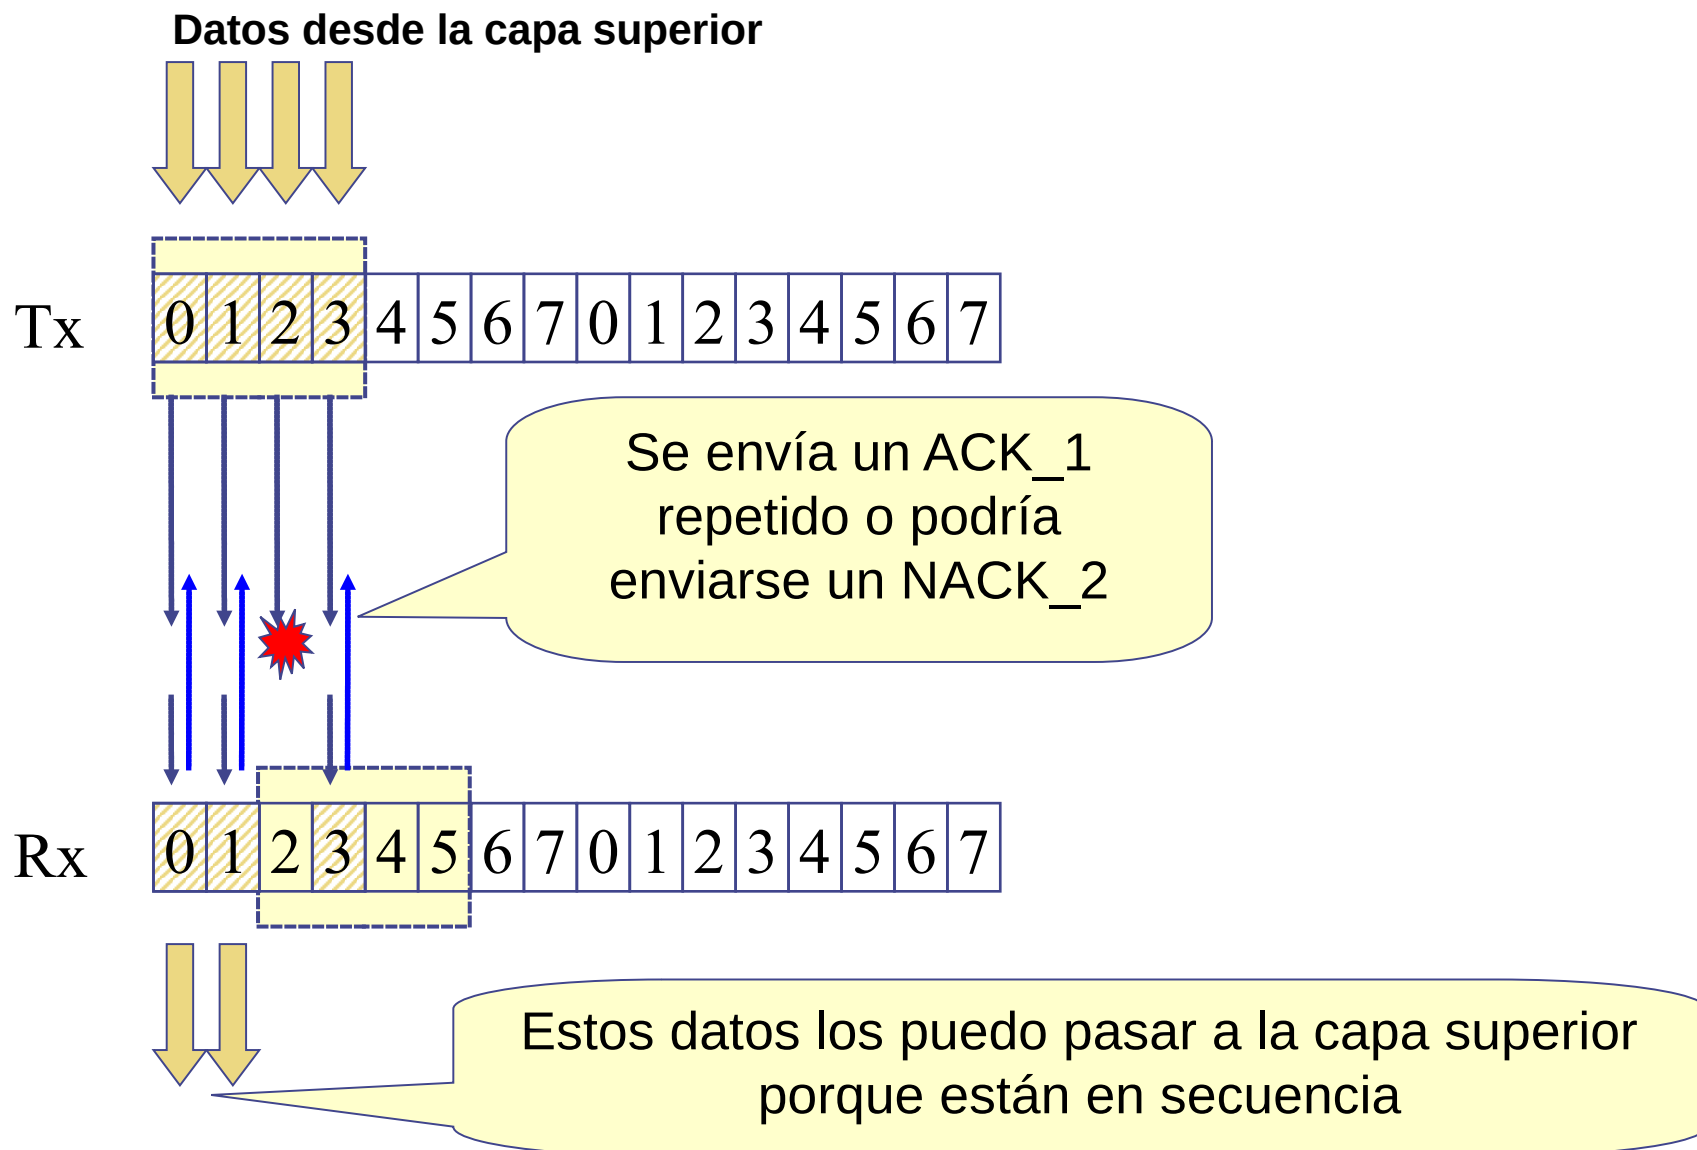 Datos desde la capa superior
Tx 0 1 2 3 4 5 6 7 0 1 2 3 4 5 6 7
Se envía un ACK_1
repetido o podría
enviarse un NACK_2
Rx 0 1 2 3 4 5 6 7 0 1 2 3 4 5 6 7
Estos datos los puedo pasar a la capa superior
porque están en secuencia